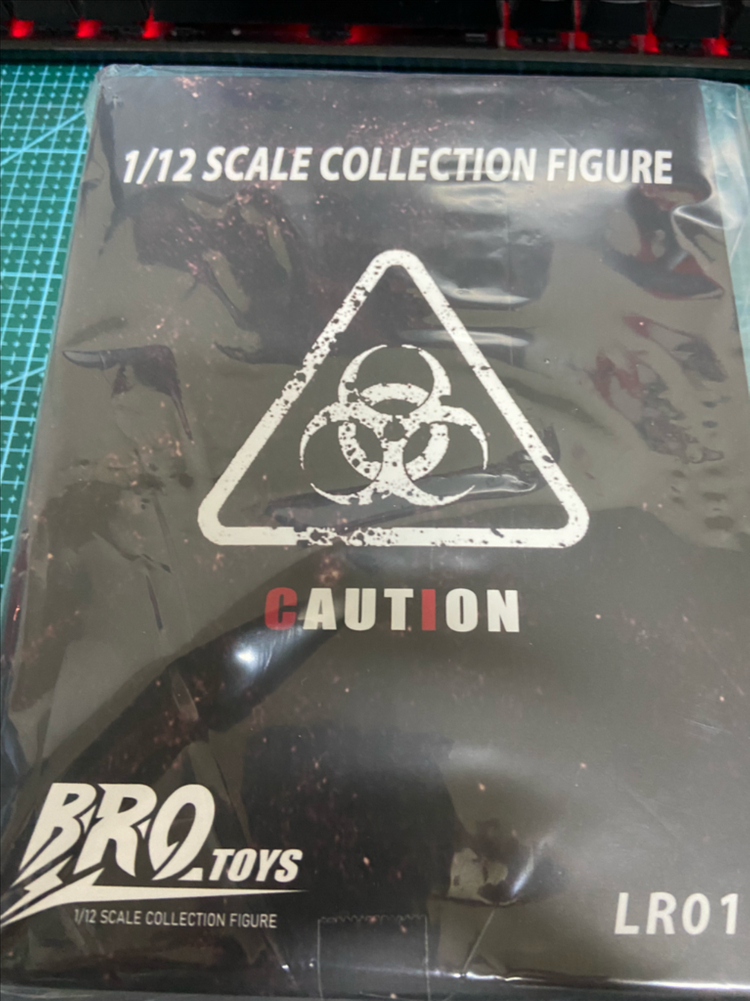 1/12 SCALE COLLECTION FIGURE
CAUTION
BRO.TOYS
1/12 SCALE COLLECTION FIGURE
LR01